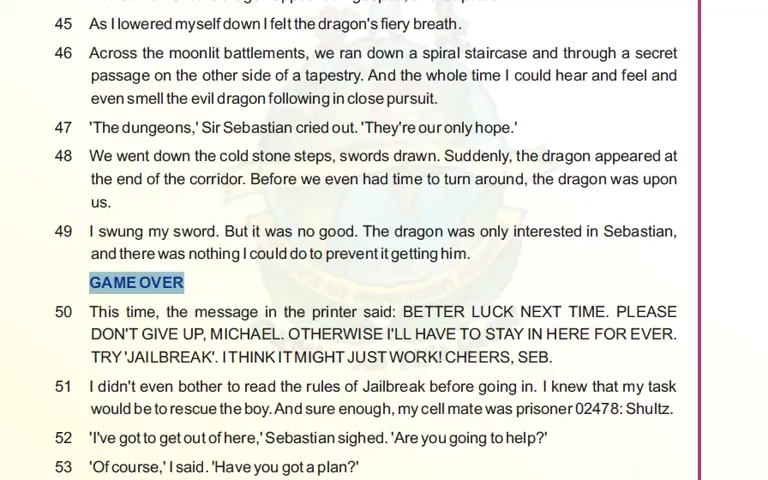 45 As I lowered myself down I felt the dragon's fiery breath.
46 Across the moonlit battlements, we ran down a spiral staircase and through a secret
passage on the other side of a tapestry. And the whole time I could hear and feel and
even smell the evil dragon following in close pursuit.
47 'The dungeons,' Sir Sebastian cried out. 'They're our only hope.'
48 We went down the cold stone steps, swords drawn. Suddenly, the dragon appeared at
the end of the corridor. Before we even had time to turn around, the dragon was upon
us.
49 I swung my sword. But it was no good. The dragon was only interested in Sebastian,
and there was nothing I could do to prevent it getting him.
GAME OVER
50 This time, the message in the printer said: BETTER LUCK NEXT TIME. PLEASE
DON'T GIVE UP, MICHAEL. OTHERWISE I'LL HAVE TO STAY IN HERE FOR EVER.
TRY 'JAILBREAK'. I THINK IT MIGHT JUST WORK! CHEERS, SEB.
51 I didn't even bother to read the rules of Jailbreak before going in. I knew that my task
would be to rescue the boy. And sure enough, my cell mate was prisoner 02478: Shultz.
52 'I've got to get out of here,' Sebastian sighed. 'Are you going to help?'
53 'Of course,' I said. 'Have you got a plan?'